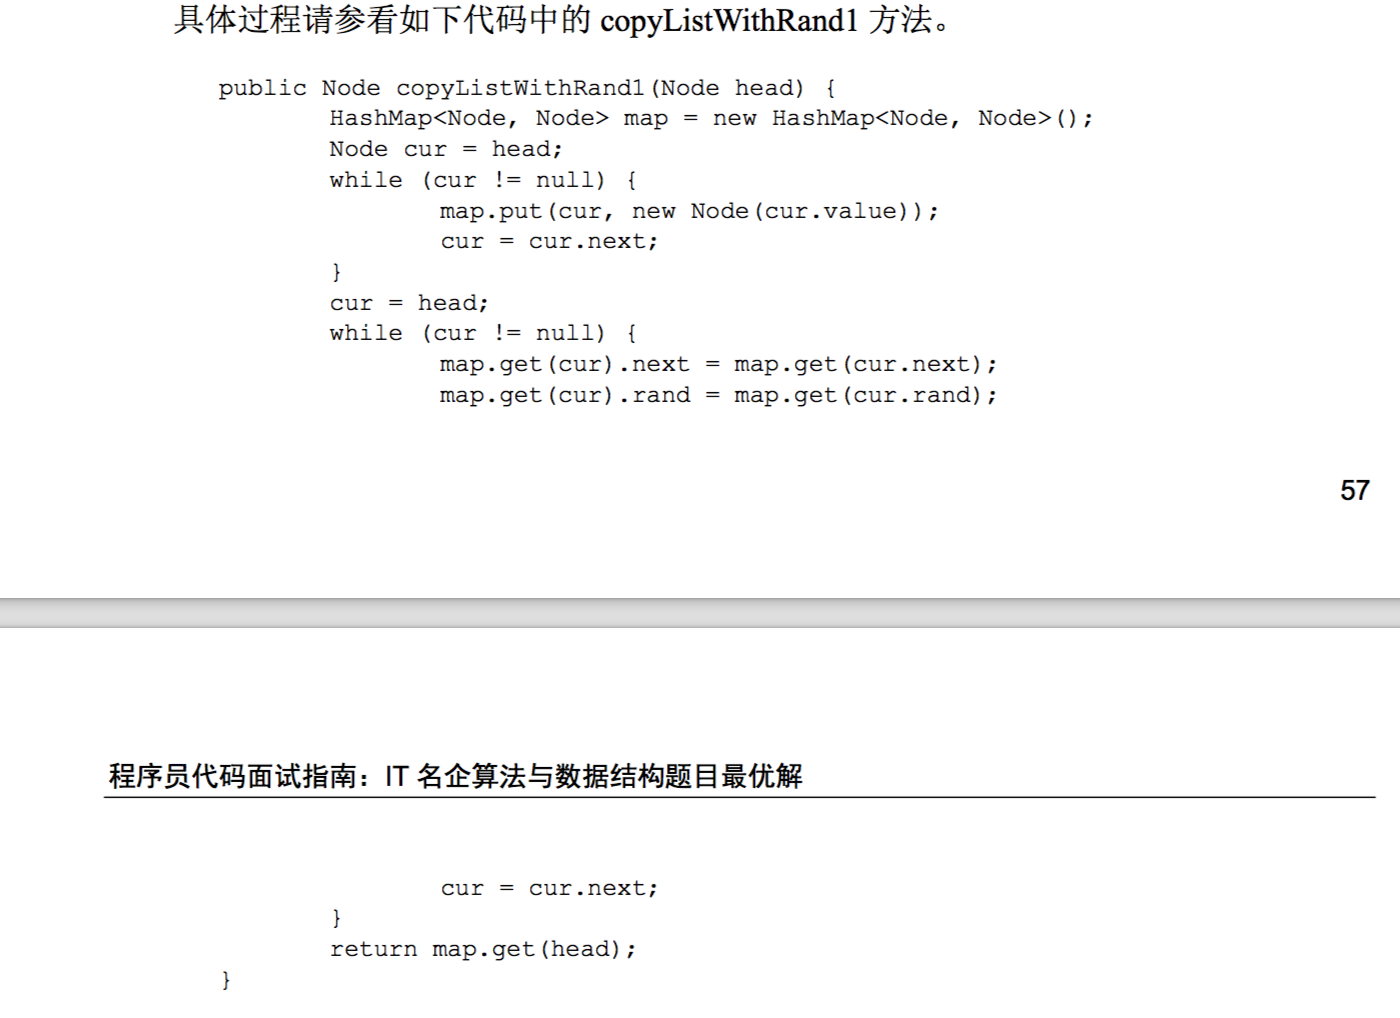 具体过程请参看如下代码中的 copyListWithRand1 方法。
public Node copyListWithRand1(Node head) {
HashMap<Node, Node> map = new HashMap<Node, Node>();
Node cur = head;
while (cur != null) {
map.put(cur, new Node(cur.value));
cur = cur.next;
}
cur = head;
while (cur != null) {
map.get(cur).next = map.get(cur.next);
map.get(cur).rand = map.get(cur.rand);
57
程序员代码面试指南：IT 名企算法与数据结构题目最优解
cur = cur.next;
}
return map.get(head);
}